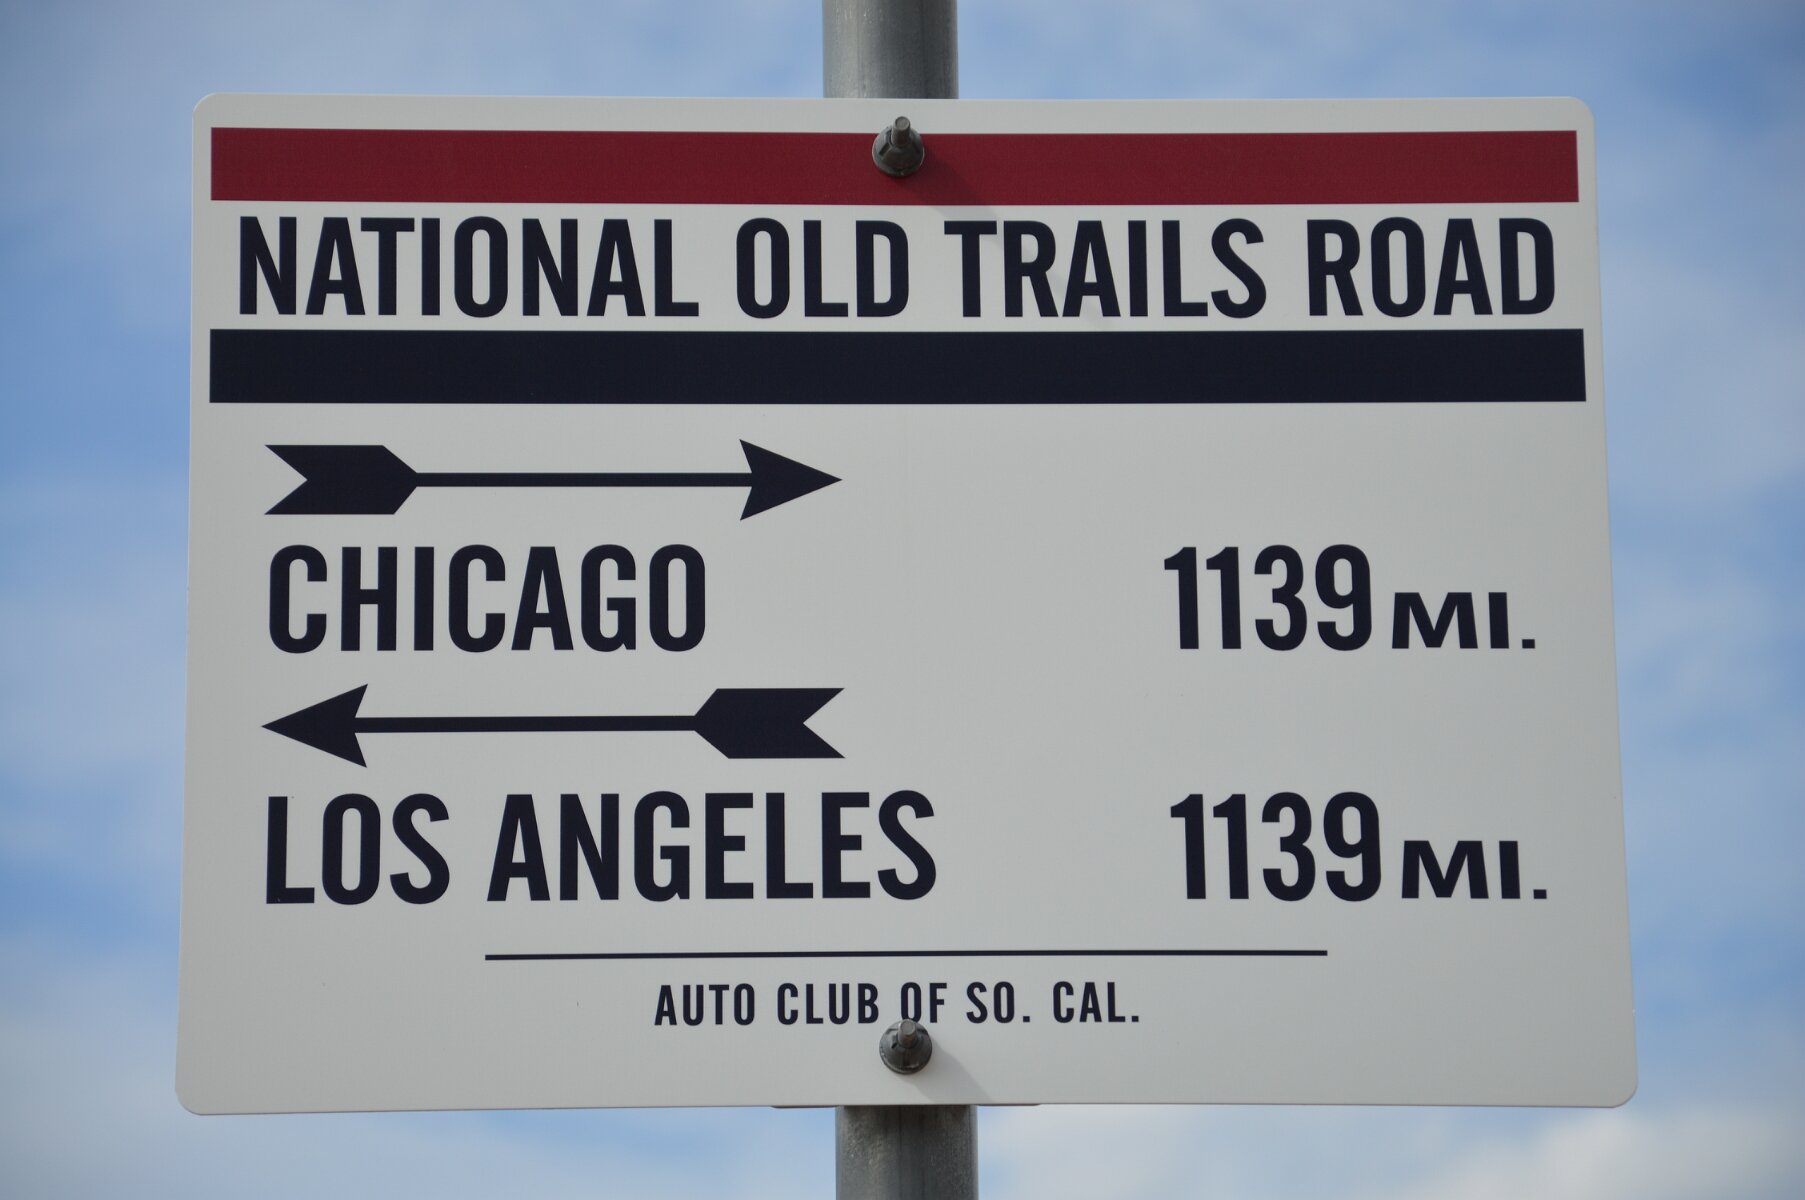 NATIONAL OLD TRAILS ROAD
CHICAGO 1139 MI.
LOS ANGELES 1139 MI.
AUTO CLUB OF SO. CAL.